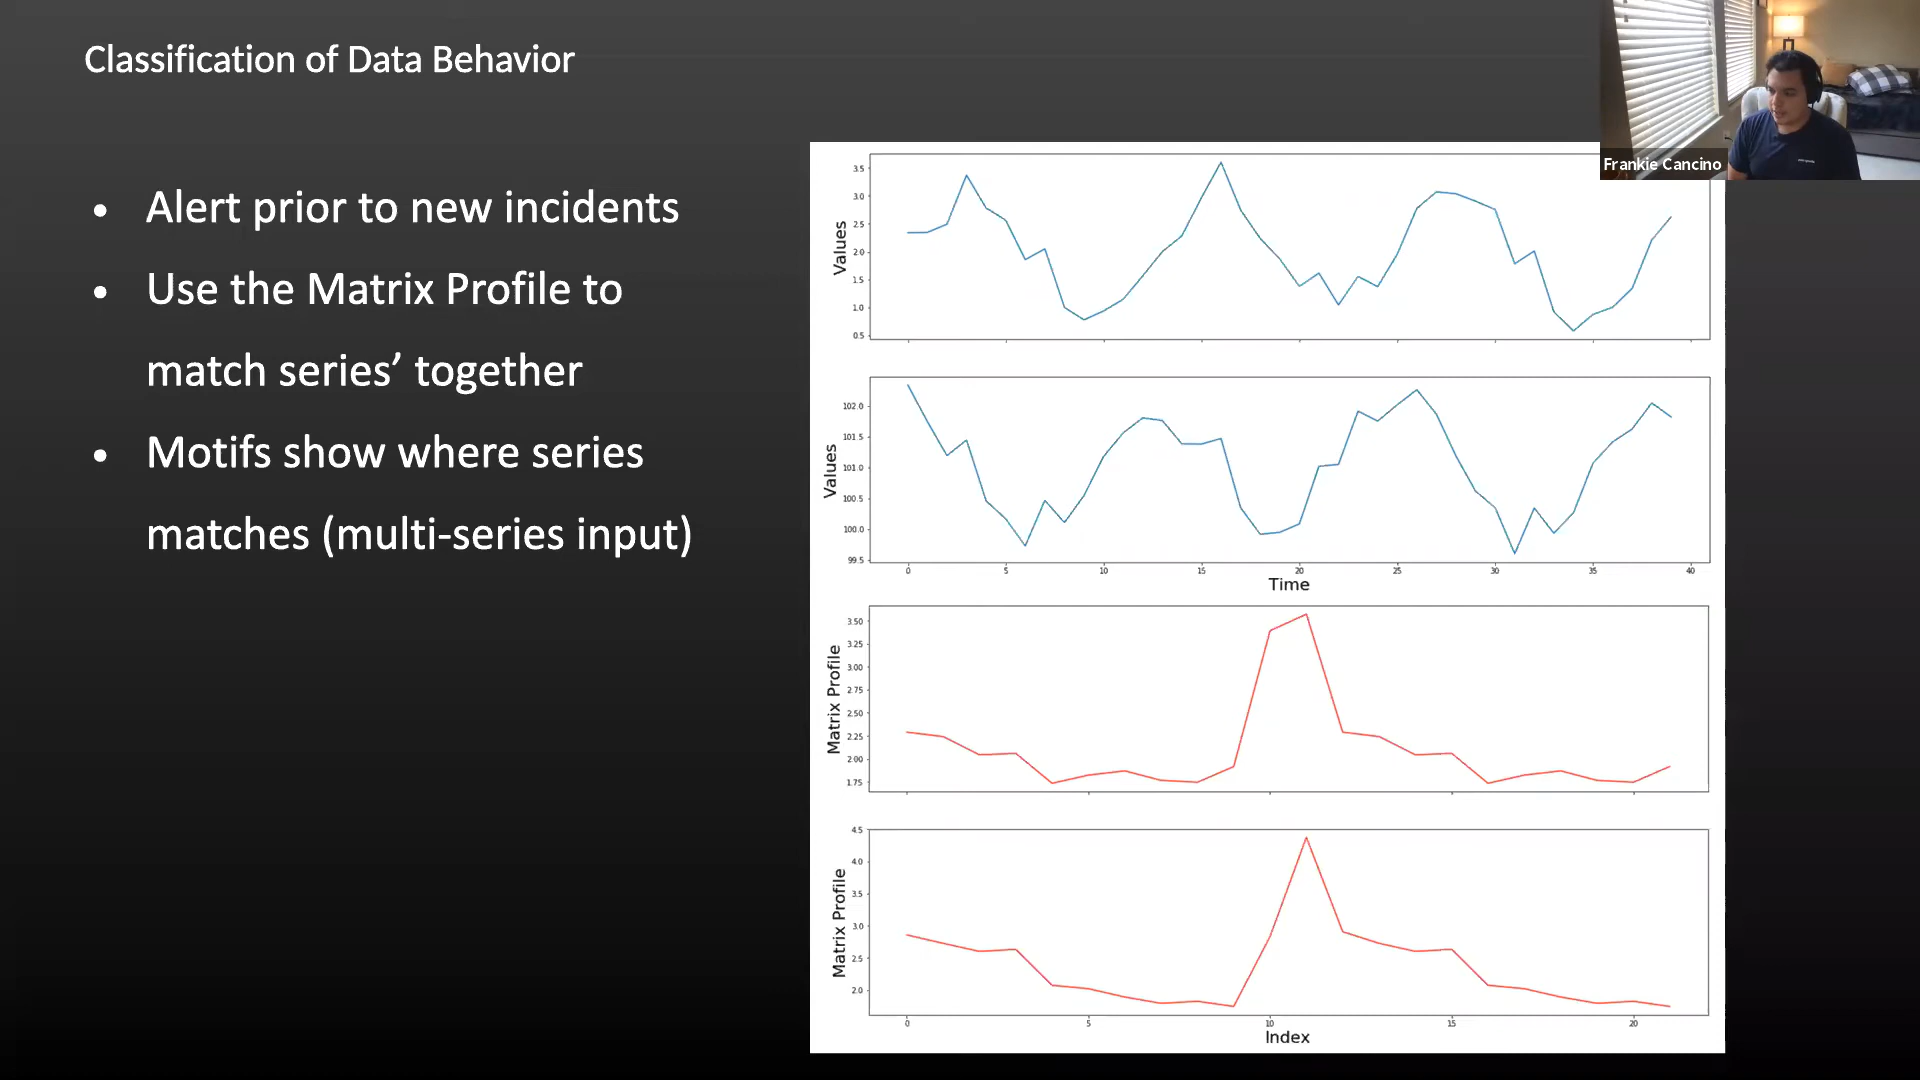 Classification of Data Behavior
Frankie Cancino
• Alert prior to new incidents
• Use the Matrix Profile to
match series’ together
• Motifs show where series
matches (multi-series input)
Values
3.5
3.0
2.5
2.0
1.5
1.0
0.5
Values
102.0
101.5
101.0
100.5
100.0
99.5
0 5 10 15 20 25 30 35 40
Time
Matrix Profile
3.50
3.25
3.00
2.75
2.50
2.25
2.00
1.75
Matrix Profile
4.5
4.0
3.5
3.0
2.5
2.0
0 5 10 15 20
Index